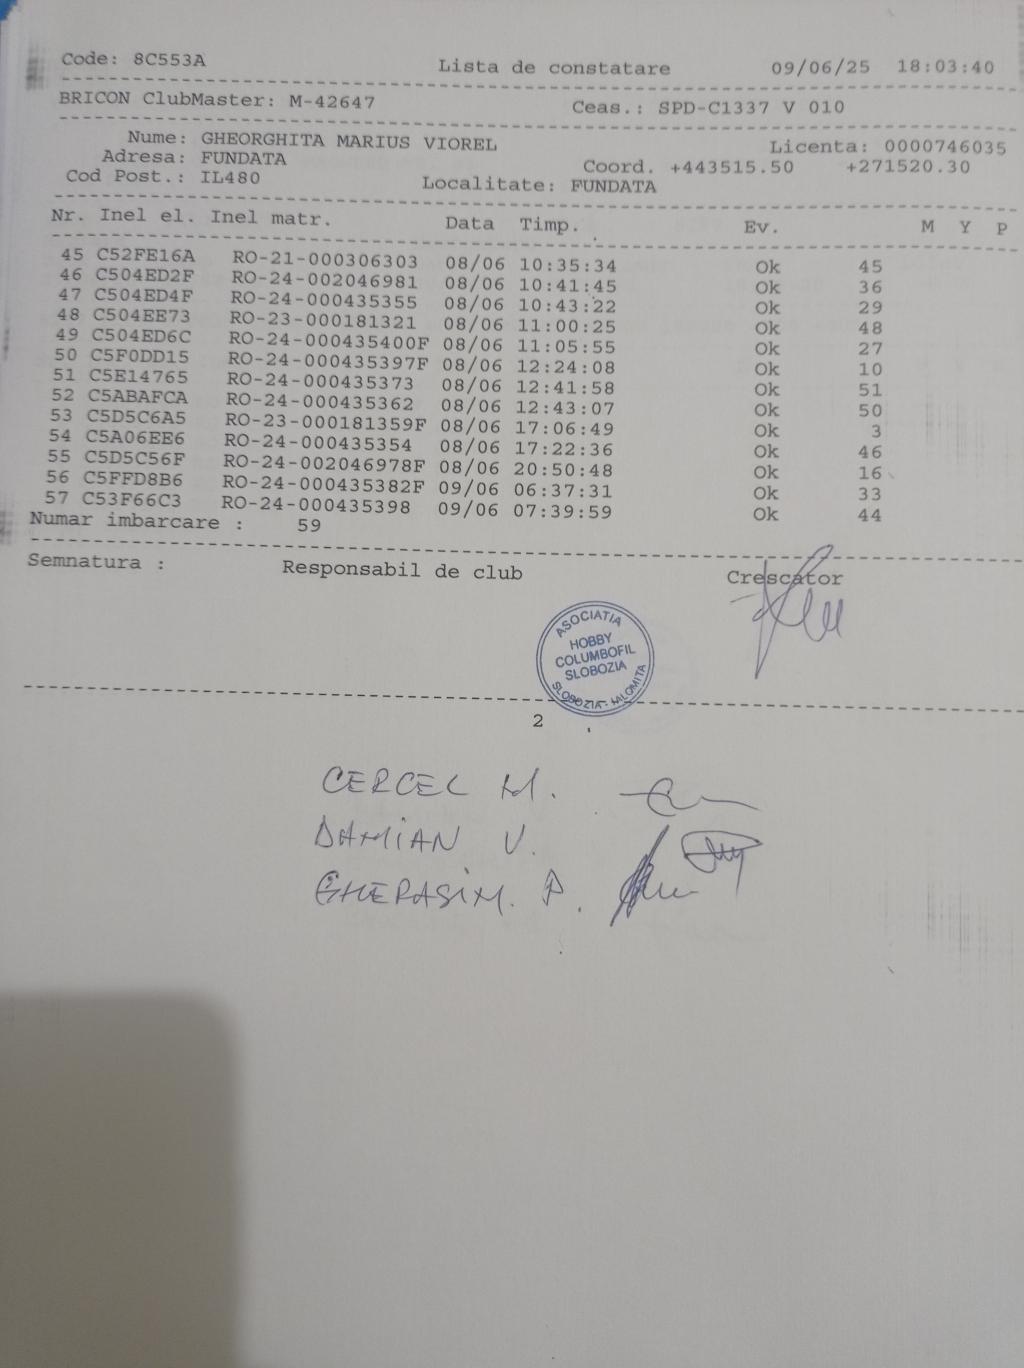 Code: 8C553A Lista de constatare 09/06/25 18:03:40
BRICON ClubMaster: M-42647 Ceas.: SPD-C1337 V 010
Nume: GHEORGHITA MARIUS VIOREL Licenta: 0000746035
Adresa: FUNDATA Coord. +443515.50 +271520.30
Cod Post.: IL480 Localitate: FUNDATA
Nr. Inel el. Inel matr. Data Timp. Ev. M Y P
45 C52FE16A RO-21-000306303 08/06 10:35:34 Ok 45
46 C504ED2F RO-24-002046981 08/06 10:41:45 Ok 36
47 C504ED4F RO-24-000435355 08/06 10:43:22 Ok 29
48 C504EE73 RO-23-000181321 08/06 11:00:25 Ok 48
49 C504ED6C RO-24-000435400F 08/06 11:05:55 Ok 27
50 C5F0DD15 RO-24-000435397F 08/06 12:24:08 Ok 10
51 C5E14765 RO-24-000435373 08/06 12:41:58 Ok 51
52 C5ABAFCA RO-24-000435362 08/06 12:43:07 Ok 50
53 C5D5C6A5 RO-23-000181359F 08/06 17:06:49 Ok 3
54 C5A06EE6 RO-24-000435354 08/06 17:22:36 Ok 46
55 C5D5C56F RO-24-002046978F 08/06 20:50:48 Ok 16
56 C5FFD8B6 RO-24-000435382F 09/06 06:37:31 Ok 33
57 C53F66C3 RO-24-000435398 09/06 07:39:59 Ok 44
Numar imbarcare : 59
Semnatura : Responsabil de club Crescator
ASOCIATIA
HOBBY
COLUMBOFIL
SLOBOZIA
SLOBOZIA - IALOMITA
2
CERCEL M.
DAMIAN V.
GHERASIM. P.